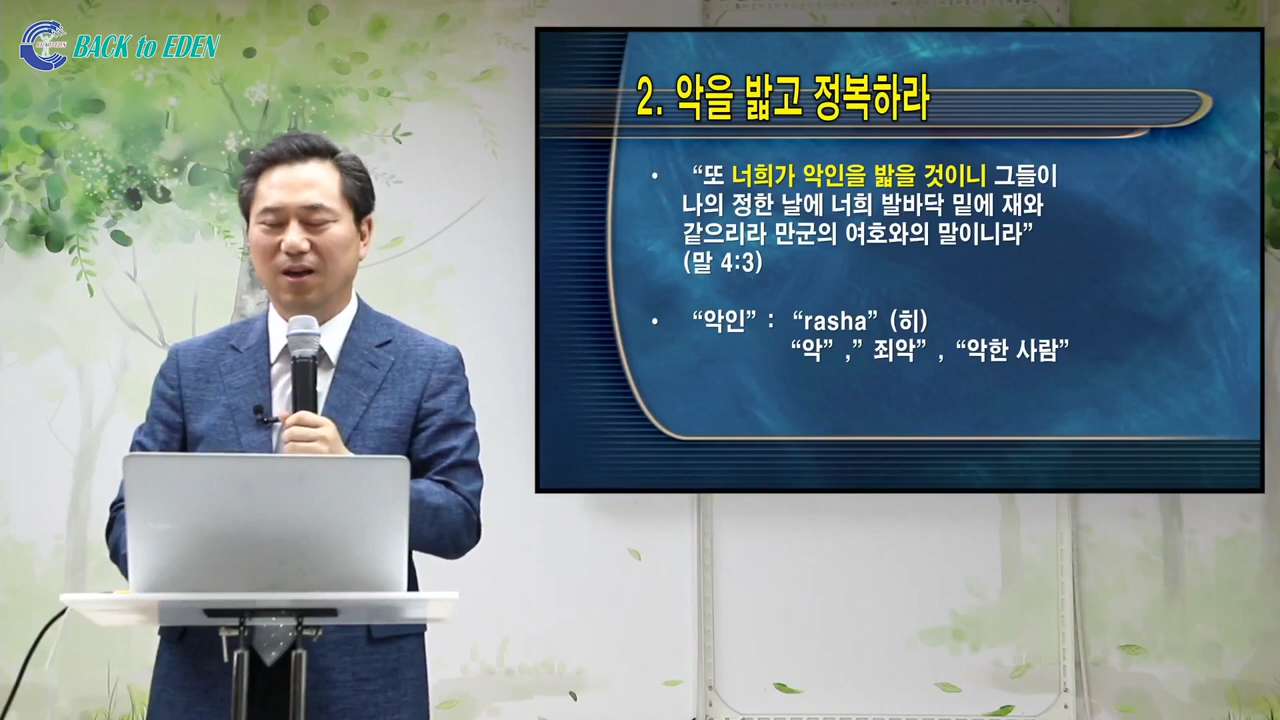 BACK to EDEN
2. 악을 밟고 정복하라
• “또 너희가 악인을 밟을 것이니 그들이
나의 정한 날에 너희 발바닥 밑에 재와
같으리라 만군의 여호와의 말이니라”
(말 4:3)
• “악인” : “rasha” (히)
“악” ,” 죄악” , “악한 사람”